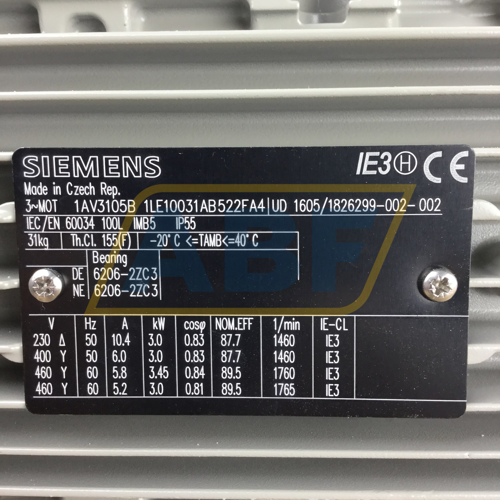 SIEMENS IE3 H CE
Made in Czech Rep.
3~MOT 1AV3105B 1LE10031AB522FA4 UD 1605/1826299-002-002
IEC/EN 60034 100L IMB5 IP55
31kg Th.Cl. 155(F) -20°C <=TAMB<=40°C
Bearing
DE 6206-2ZC3
NE 6206-2ZC3
V Hz A kW cosφ NOM.EFF 1/min IE-CL
230 Δ 50 10.4 3.0 0.83 87.7 1460 IE3
400 Y 50 6.0 3.0 0.83 87.7 1460 IE3
460 Y 60 5.8 3.45 0.84 89.5 1760 IE3
460 Y 60 5.2 3.0 0.81 89.5 1765 IE3
ABF